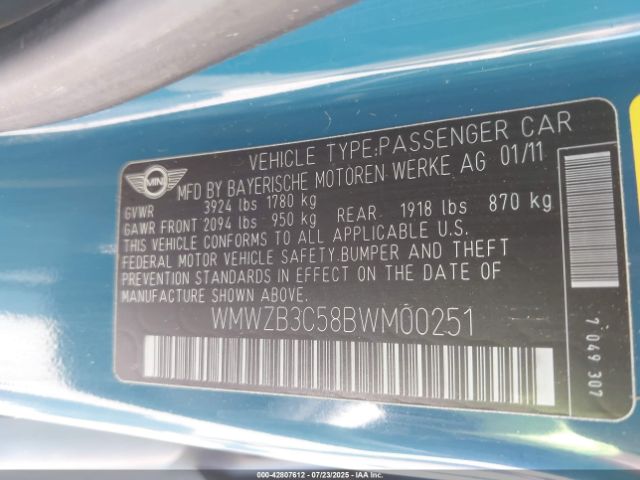 VEHICLE TYPE:PASSENGER CAR
MINI
MFD BY BAYERISCHE MOTOREN WERKE AG 01/11
GVWR 3924 lbs 1780 kg
GAWR FRONT 2094 lbs 950 kg REAR 1918 lbs 870 kg
THIS VEHICLE CONFORMS TO ALL APPLICABLE U.S.
FEDERAL MOTOR VEHICLE SAFETY,BUMPER AND THEFT
PREVENTION STANDARDS IN EFFECT ON THE DATE OF
MANUFACTURE SHOWN ABOVE.
WMWZB3C58BWM00251
7 049 307
000-42807612 - 07/23/2025 - COPYRIGHT © IAA, LLC.